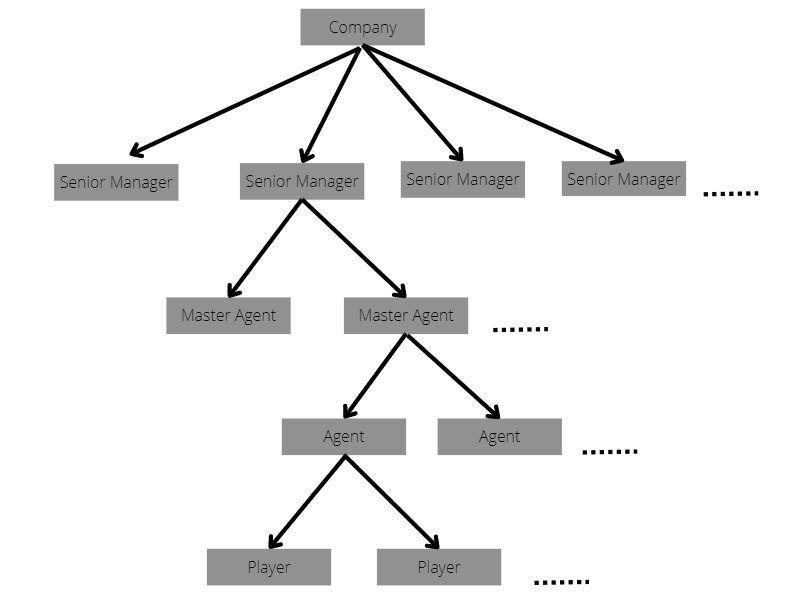 Company
Senior Manager
Senior Manager
Senior Manager
Senior Manager
Master Agent
Master Agent
Agent
Agent
Player
Player